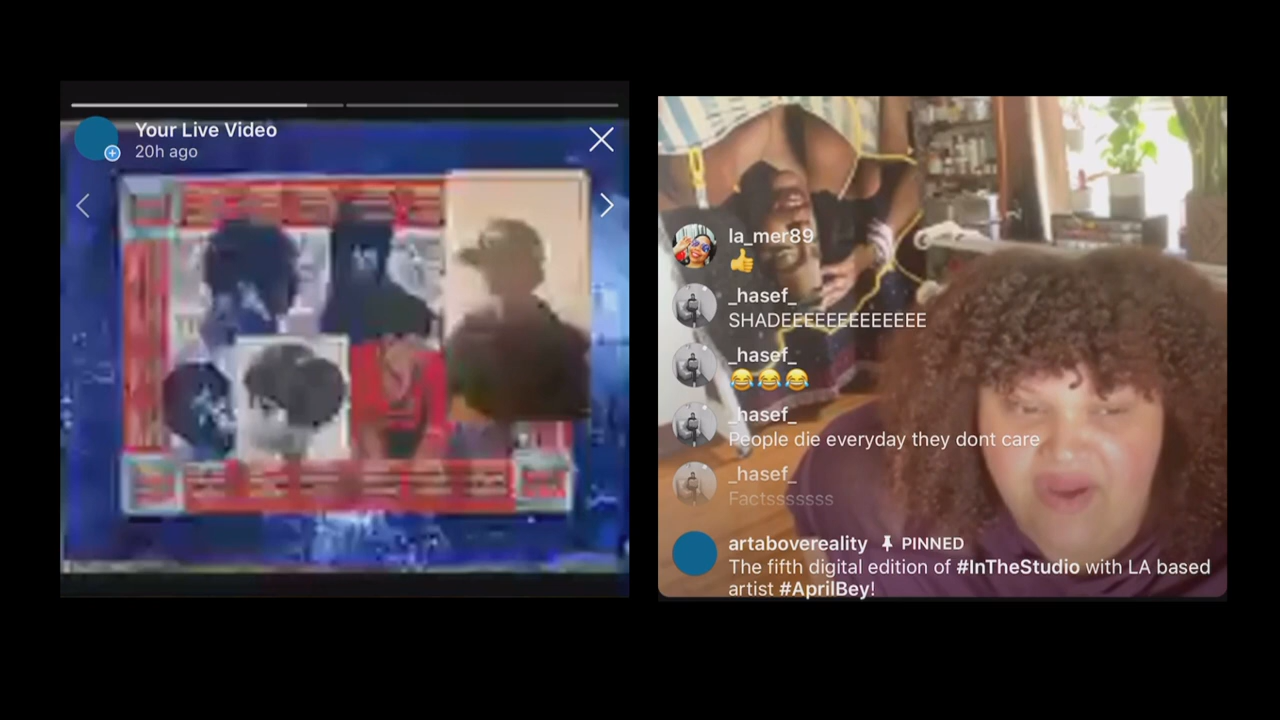 Your Live Video
20h ago
la_mer89
👍
_hasef_
SHADEEEEEEEEEEEEE
_hasef_
😂😂😂
_hasef_
People die everyday they dont care
_hasef_
Factsssssss
artabovereality PINNED
The fifth digital edition of #InTheStudio with LA based
artist #AprilBey!